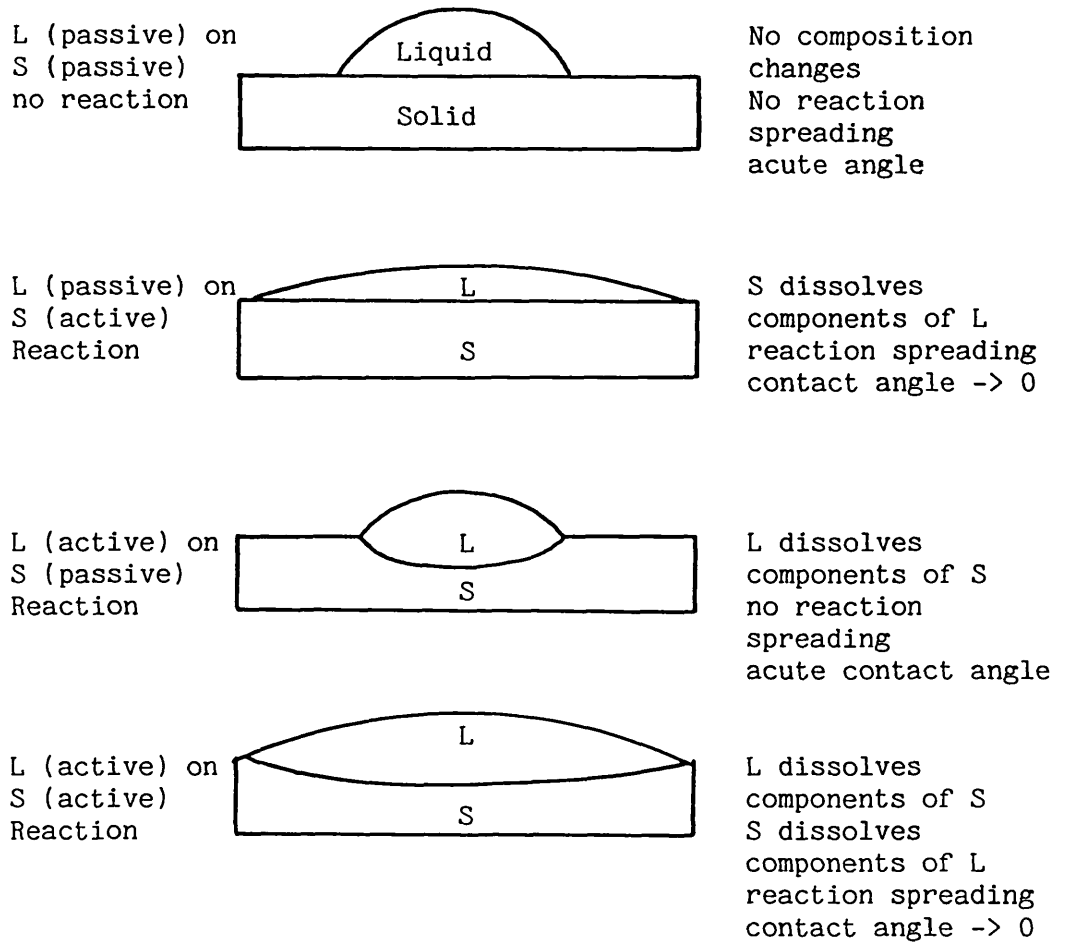 L (passive) on
S (passive)
no reaction
Liquid
Solid
No composition
changes
No reaction
spreading
acute angle
L (passive) on
S (active)
Reaction
L
S
S dissolves
components of L
reaction spreading
contact angle -> 0
L (active) on
S (passive)
Reaction
L
S
L dissolves
components of S
no reaction
spreading
acute contact angle
L (active) on
S (active)
Reaction
L
S
L dissolves
components of S
S dissolves
components of L
reaction spreading
contact angle -> 0